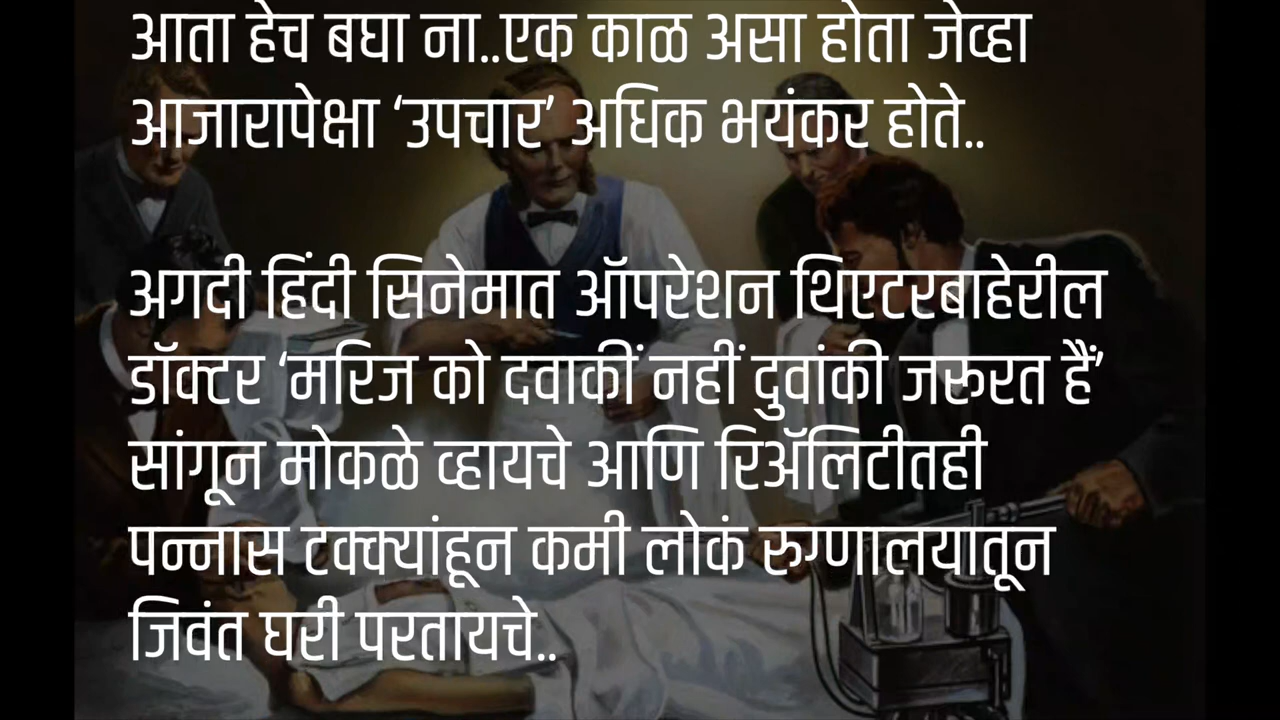 आता हेच बघा ना..एक काळ असा होता जेव्हा
आजारापेक्षा ‘उपचार’ अधिक भयंकर होते..
अगदी हिंदी सिनेमात ऑपरेशन थिएटरबाहेरील
डॉक्टर ‘मरिज को दवाकीं नहीं दुवांकी जरूरत हैं’
सांगून मोकळे व्हायचे आणि रिॲलिटीतही
पन्नास टक्क्यांहून कमी लोकं रुग्णालयातून
जिवंत घरी परतायचे..